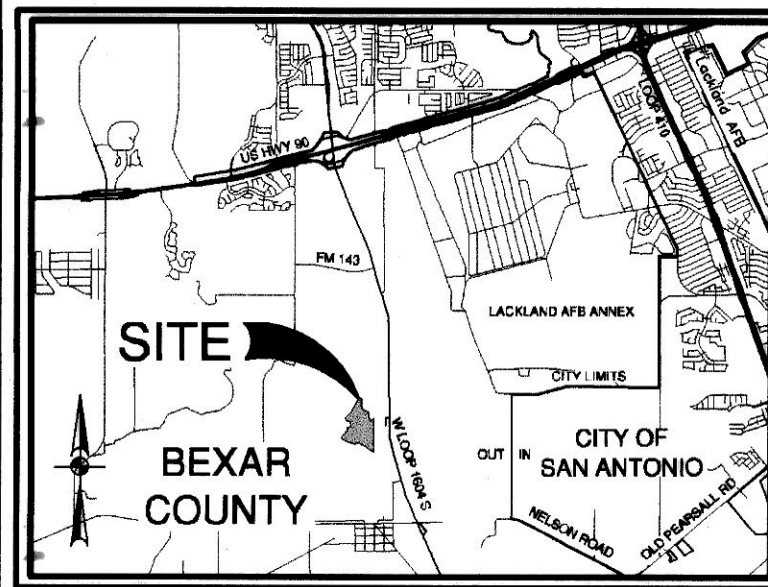 US HWY 90
LOOP 410
Lackland AFB
FM 143
LACKLAND AFB ANNEX
SITE
CITY LIMITS
W LOOP 1604 S
OUT IN
CITY OF
SAN ANTONIO
BEXAR
COUNTY
NELSON ROAD
OLD PEARSALL RD